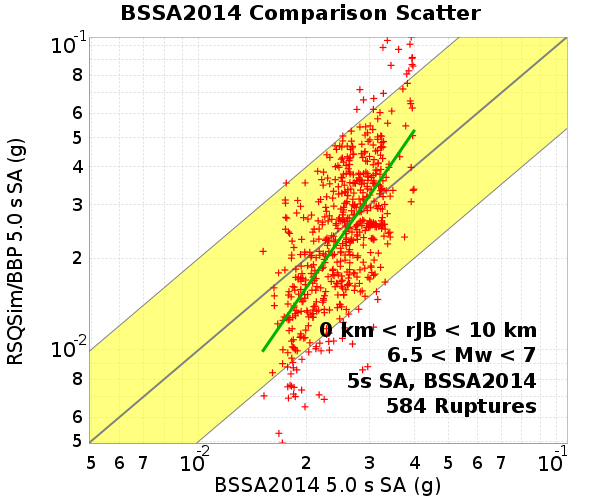 BSSA2014 Comparison Scatter
RSQSim/BBP 5.0 s SA (g)
10-1
8
6
5
4
3
2
10-2
8
6
5
0 km < rJB < 10 km
6.5 < Mw < 7
5s SA, BSSA2014
584 Ruptures
5 6 7 10-2 2 3 4 5 6 7 10-1
BSSA2014 5.0 s SA (g)